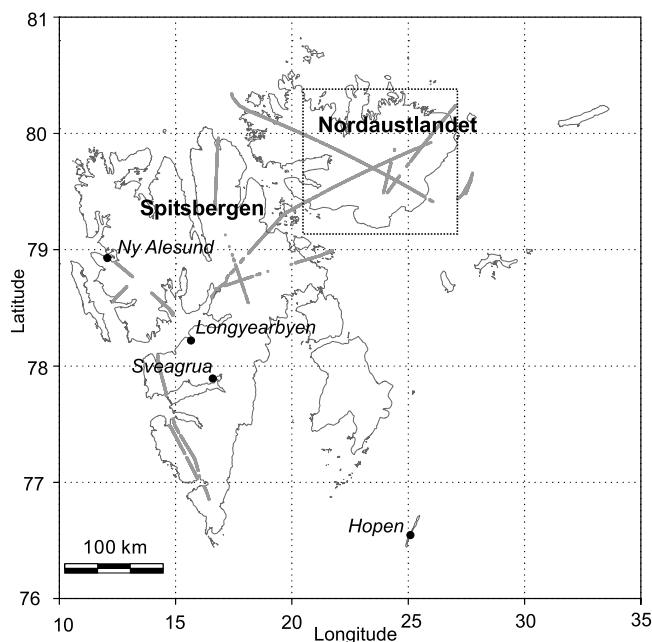 81
80
Nordaustlandet
Spitsbergen
79
Ny Alesund
Latitude
Longyearbyen
78
Sveagrua
77
Hopen
100 km
76
10
15
20
25
30
35
Longitude